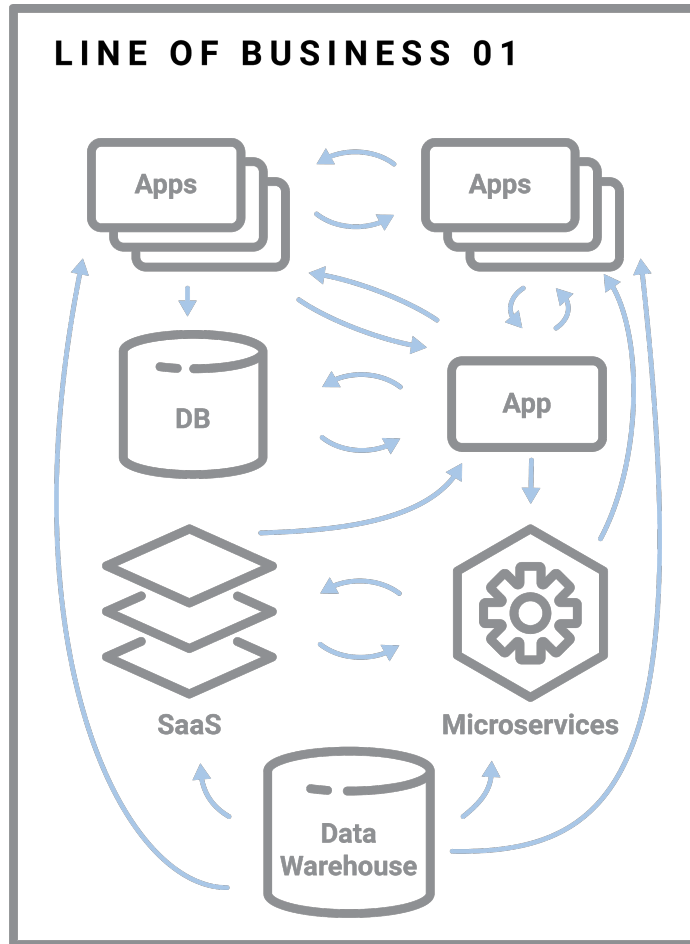 LINE OF BUSINESS 01
Apps
Apps
DB
App
SaaS
Microservices
Data
Warehouse